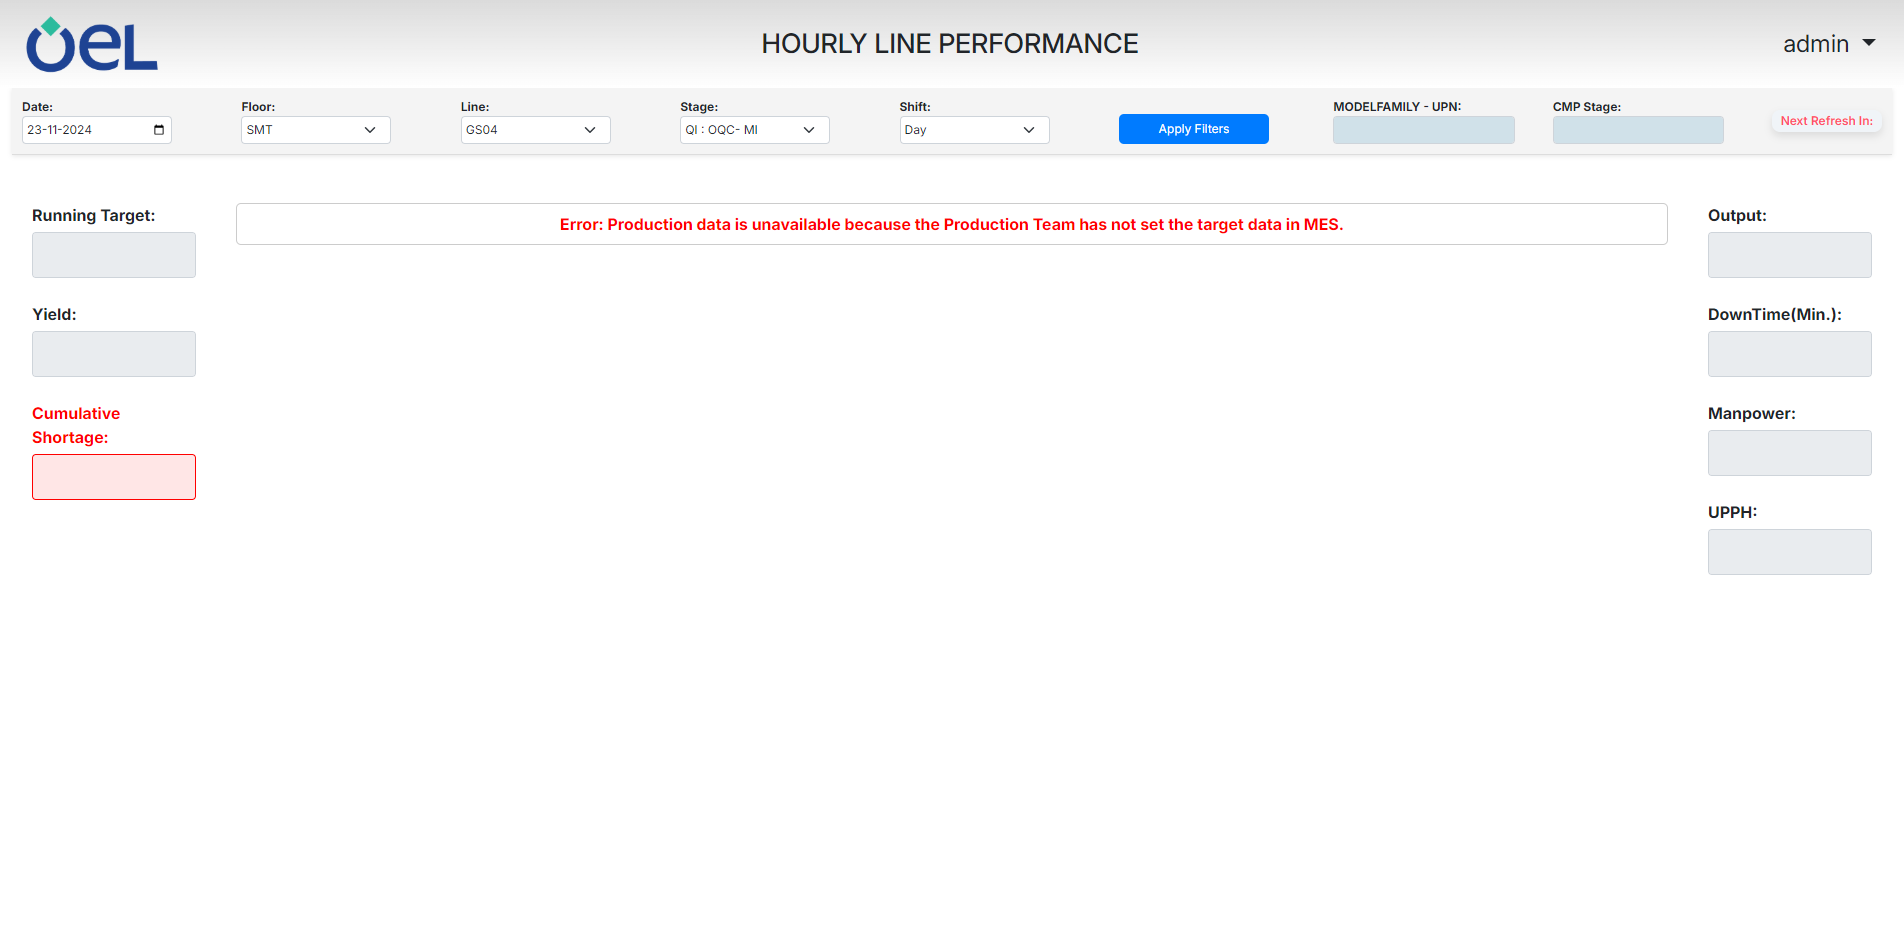 oeL
HOURLY LINE PERFORMANCE
admin
Date:
23-11-2024
Floor:
SMT
Line:
GS04
Stage:
QI : OQC- MI
Shift:
Day
Apply Filters
MODELFAMILY - UPN:
CMP Stage:
Next Refresh In:
Running Target:
Error: Production data is unavailable because the Production Team has not set the target data in MES.
Output:
Yield:
DownTime(Min.):
Cumulative
Shortage:
Manpower:
UPPH: